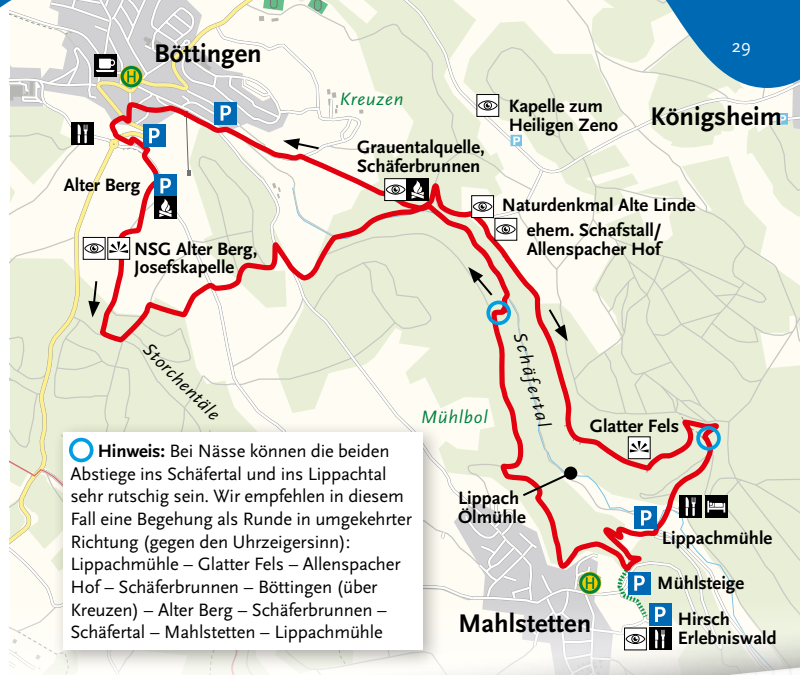 29
Böttingen
H
P
Kreuzen
Kapelle zum
Heiligen Zeno
P
Königsheim
P
P
Grauentalquelle,
Schäferbrunnen
Alter Berg
P
Naturdenkmal Alte Linde
ehem. Schafstall/
Allenspacher Hof
NSG Alter Berg,
Josefskapelle
Storchentäle
Schäfertal
Mühlbol
Glatter Fels
Hinweis: Bei Nässe können die beiden
Abstiege ins Schäfertal und ins Lippachtal
sehr rutschig sein. Wir empfehlen in diesem
Fall eine Begehung als Runde in umgekehrter
Richtung (gegen den Uhrzeigersinn):
Lippachmühle – Glatter Fels – Allenspacher
Hof – Schäferbrunnen – Böttingen (über
Kreuzen) – Alter Berg – Schäferbrunnen –
Schäfertal – Mahlstetten – Lippachmühle
Lippach
Ölmühle
P
Lippachmühle
H
P
Mühlsteige
Mahlstetten
P
Hirsch
Erlebniswald